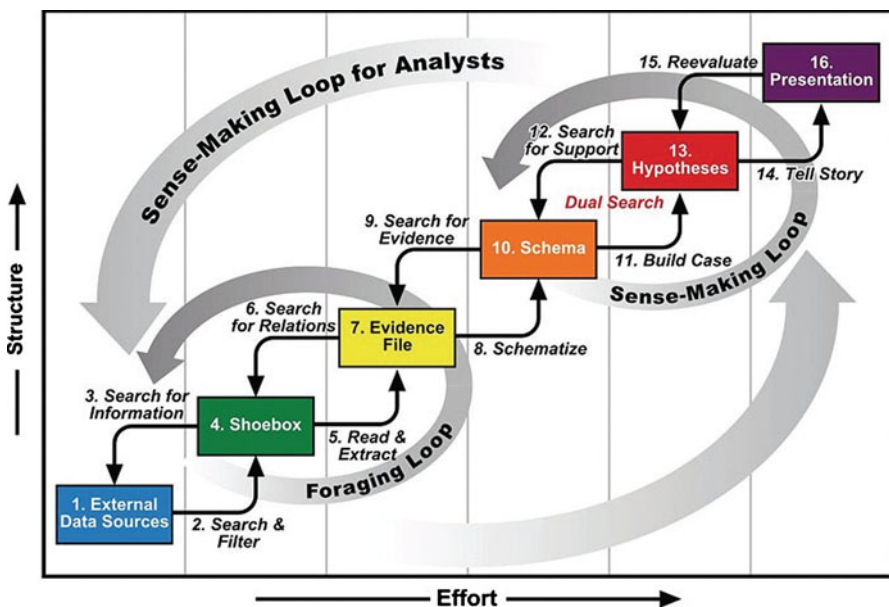 Sense-Making Loop for Analysts
15. Reevaluate
16.
Presentation
12. Search
for Support
13.
Hypotheses
14. Tell Story
Dual Search
9. Search for
Evidence
10. Schema
11. Build Case
Sense-Making Loop
6. Search
for Relations
7. Evidence
File
8. Schematize
3. Search for
Information
4. Shoebox
5. Read &
Extract
Foraging Loop
1. External
Data Sources
2. Search &
Filter
Structure
Effort